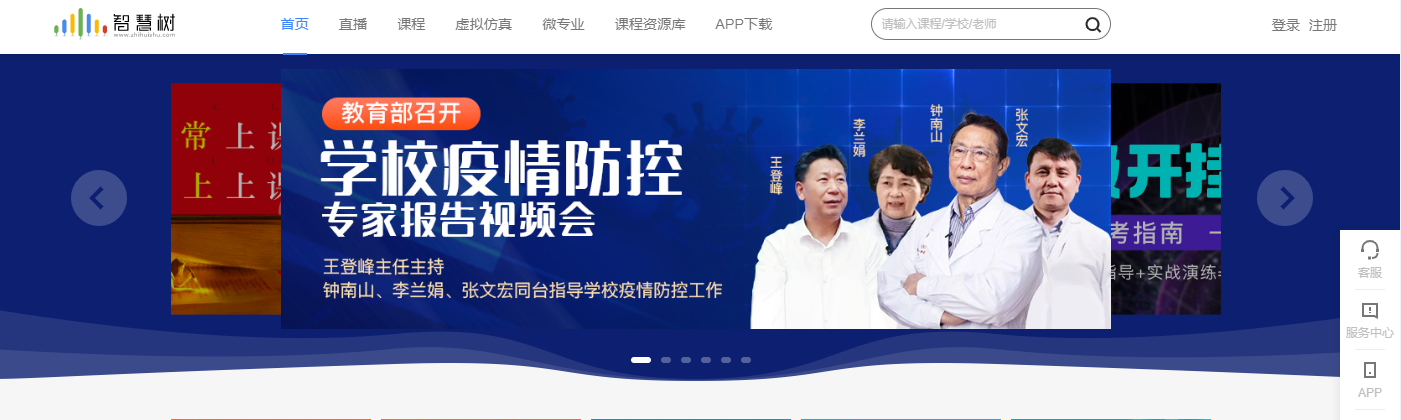 智慧树
www.zhihuishu.com
首页 直播 课程 虚拟仿真 微专业 课程资源库 APP下载
请输入课程/学校/老师
登录 注册
常上课
上上课
教育部召开
学校疫情防控
专家报告视频会
王登峰主任主持
钟南山、李兰娟、张文宏同台指导学校疫情防控工作
王登峰
李兰娟
钟南山
张文宏
开挂
考指南
指导+实战演练
客服
服务中心
APP